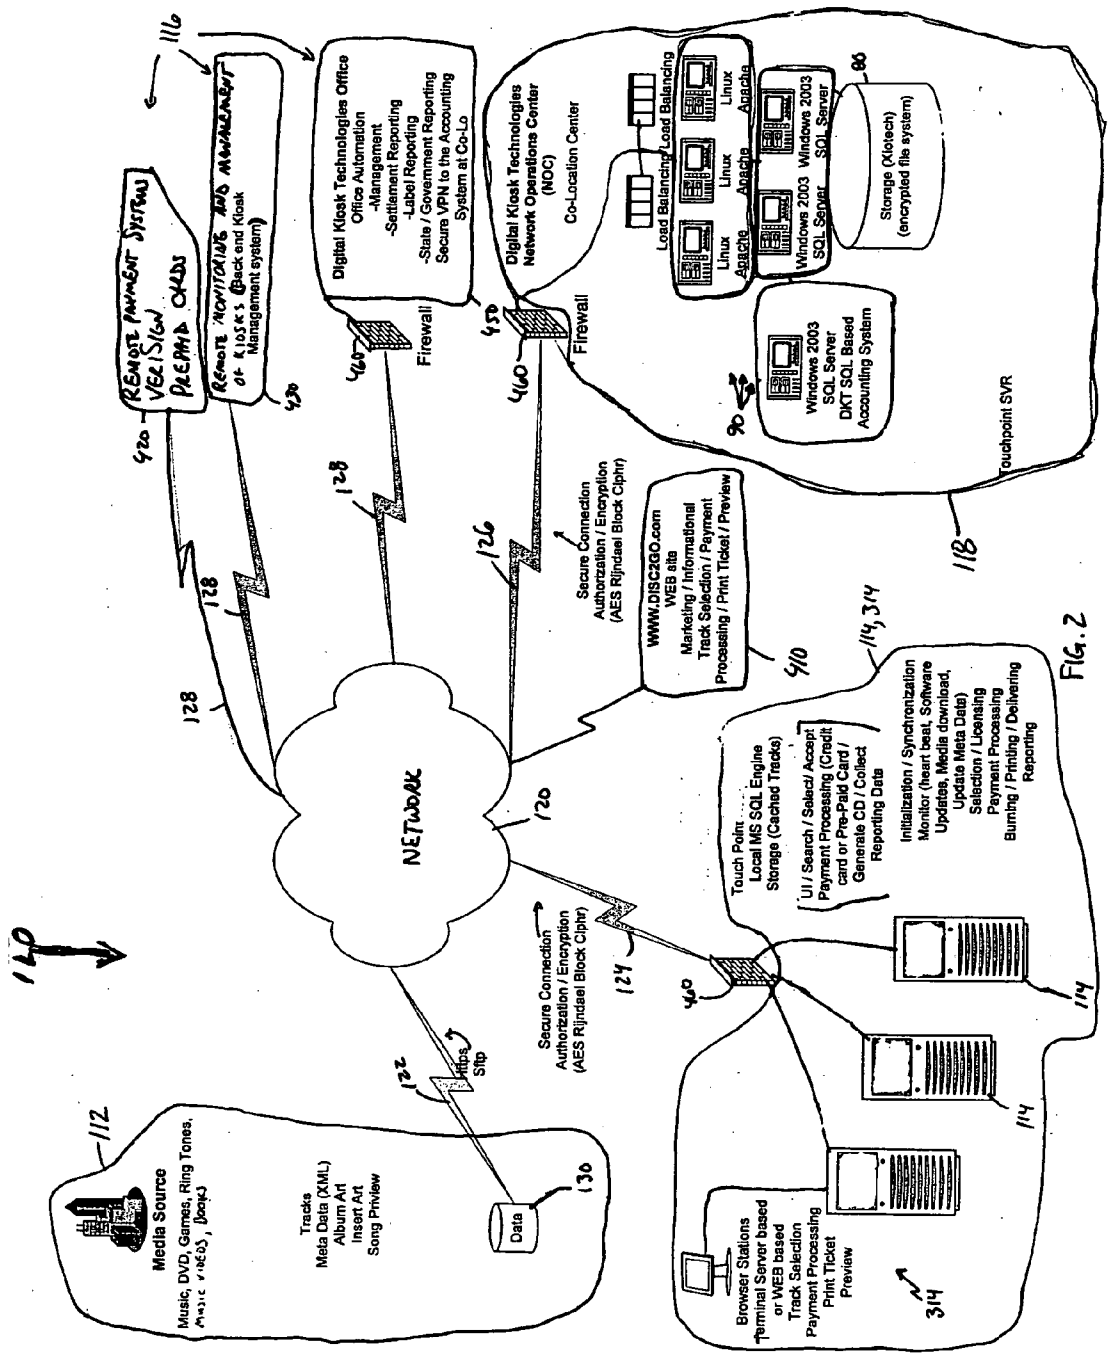 110
112
Media Source
Music, DVD, Games, Ring Tones,
MUSIC VIDEOS, BOOKS
Tracks
Meta Data (XML)
Album Art
Insert Art
Song Priview
Data
130
122
Https
Sftp
Secure Connection
Authorization / Encryption
(AES Rijndael Block Ciphr)
124
NETWORK
120
128
128
128
126
420
REMOTE PAYMENT SYSTEMS
VERISIGN
PREPAID CARDS
116
REMOTE MONITORING AND MANAGEMENT
OF KIOSKS (Back end Kiosk
Management system)
430
Digital Kiosk Technologies Office
Office Automation
-Management
-Settlement Reporting
-Label Reporting
-State / Government Reporting
Secure VPN to the Accounting
System at Co-Lo
460
Firewall
450
Digital Kiosk Technologies
Network Operations Center
(NOC)
Co-Location Center
460
Firewall
Load Balancing
Load Balancing
Linux
Apache
Linux
Apache
Linux
Apache
Windows 2003
SQL Server
Windows 2003
SQL Server
86
Storage (Xiotech)
(encrypted file system)
90
Windows 2003
SQL Server
DKT SQL Based
Accounting System
Touchpoint SVR
118
Secure Connection
Authorization / Encryption
(AES Rijndael Block Ciphr)
WWW.DISC2GO.com
WEB site
Marketing / Informational
Track Selection / Payment
Processing / Print Ticket / Preview
410
Browser Stations
Terminal Server based
or WEB based
Track Selection
Payment Processing
Print Ticket
Preview
314
460
114
114
Touch Point
Local MS SQL Engine
Storage (Cached Tracks)
UI / Search / Select/ Accept
Payment Processing (Credit
card or Pre-Paid Card /
Generate CD / Collect
Reporting Data
Initialization / Synchronization
Monitor (heart beat, Software
Updates, Media download,
Update Meta Data)
Selection / Licensing
Payment Processing
Burning / Printing / Delivering
Reporting
114, 314
FIG. 2